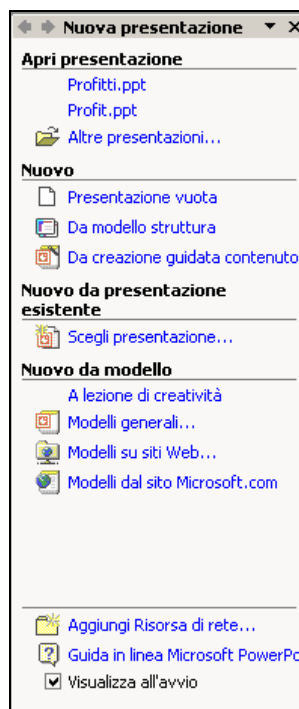 Nuova presentazione
Apri presentazione
Profitti.ppt
Profit.ppt
Altre presentazioni...
Nuovo
Presentazione vuota
Da modello struttura
Da creazione guidata contenuto
Nuovo da presentazione
esistente
Scegli presentazione...
Nuovo da modello
A lezione di creatività
Modelli generali...
Modelli su siti Web...
Modelli dal sito Microsoft.com
Aggiungi Risorsa di rete...
Guida in linea Microsoft PowerPo
Visualizza all'avvio